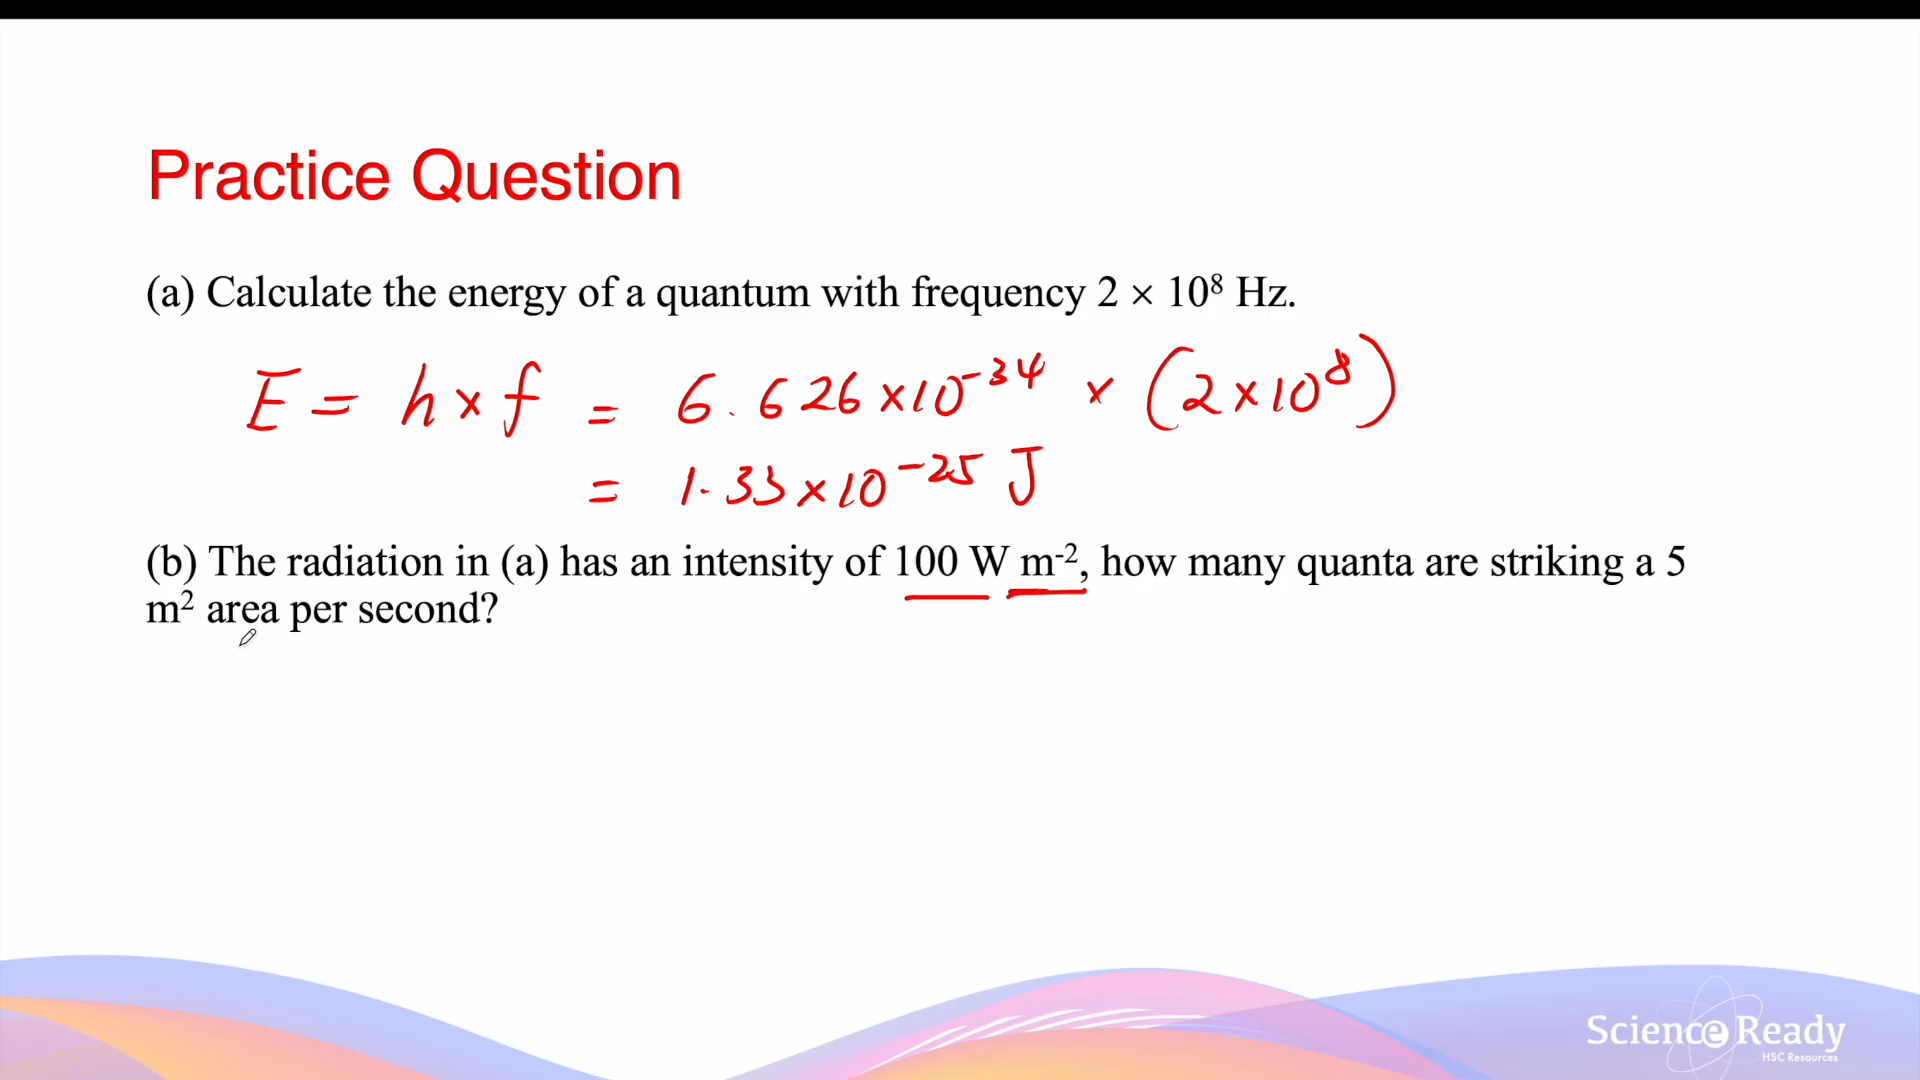 Practice Question
(a) Calculate the energy of a quantum with frequency 2 × 10⁸ Hz.
E = h × f = 6.626 × 10⁻³⁴ × (2 × 10⁸)
= 1.33 × 10⁻²⁵ J
(b) The radiation in (a) has an intensity of 100 W m⁻², how many quanta are striking a 5
m² area per second?
Science Ready
HSC Resources